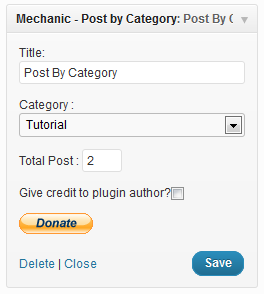 Mechanic - Post by Category: Post By C
Title:
Post By Category
Category :
Tutorial
Total Post : 2
Give credit to plugin author?
Donate
Delete | Close
Save